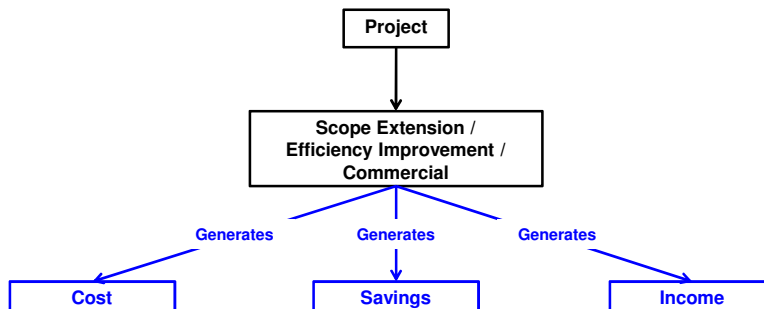 Project
Scope Extension /
Efficiency Improvement /
Commercial
Generates Generates Generates
Cost Savings Income